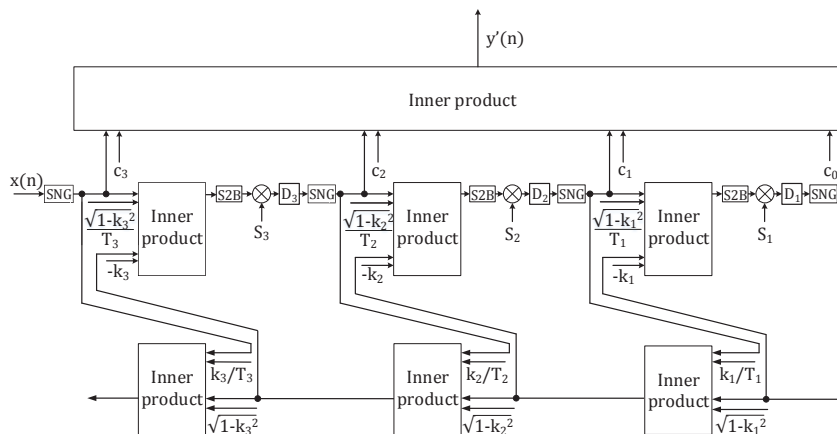 y'(n)
Inner product
c₃ c₂ c₁ c₀
x(n) SNG Inner product S2B D₃ SNG Inner product S2B D₂ SNG Inner product S2B D₁ SNG
√1-k₃² √1-k₂² √1-k₁²
T₃ T₂ T₁
S₃ S₂ S₁
-k₃ -k₂ -k₁
Inner product k₃/T₃ Inner product k₂/T₂ Inner product k₁/T₁
√1-k₃² √1-k₂² √1-k₁²